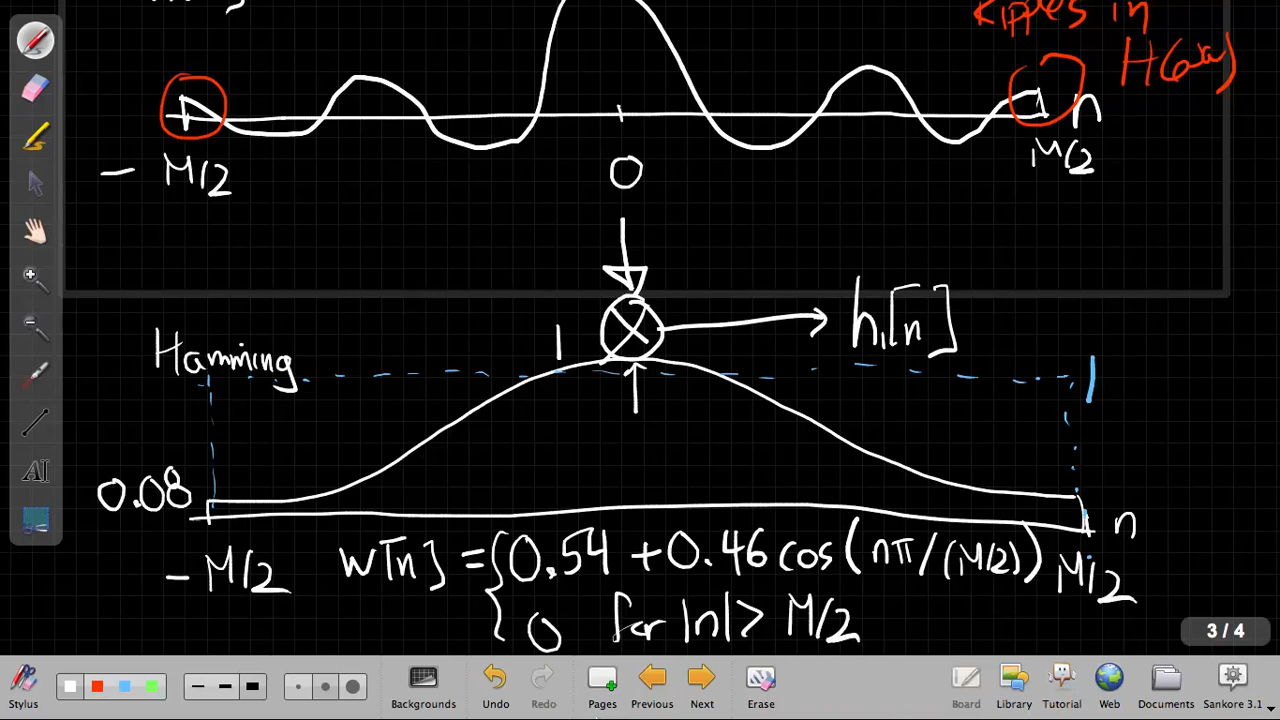 Ripples in
H(e^jω)
n
- M/2
0
M/2
Hamming
1
h₁[n]
1
0.08
n
- M/2
w[n] = { 0.54 + 0.46 cos(nπ/(M/2))
0 for |n| > M/2
M/2
3 / 4
Stylus
Backgrounds
Undo
Redo
Pages
Previous
Next
Erase
Board
Library
Tutorial
Web
Documents
Sankore 3.1